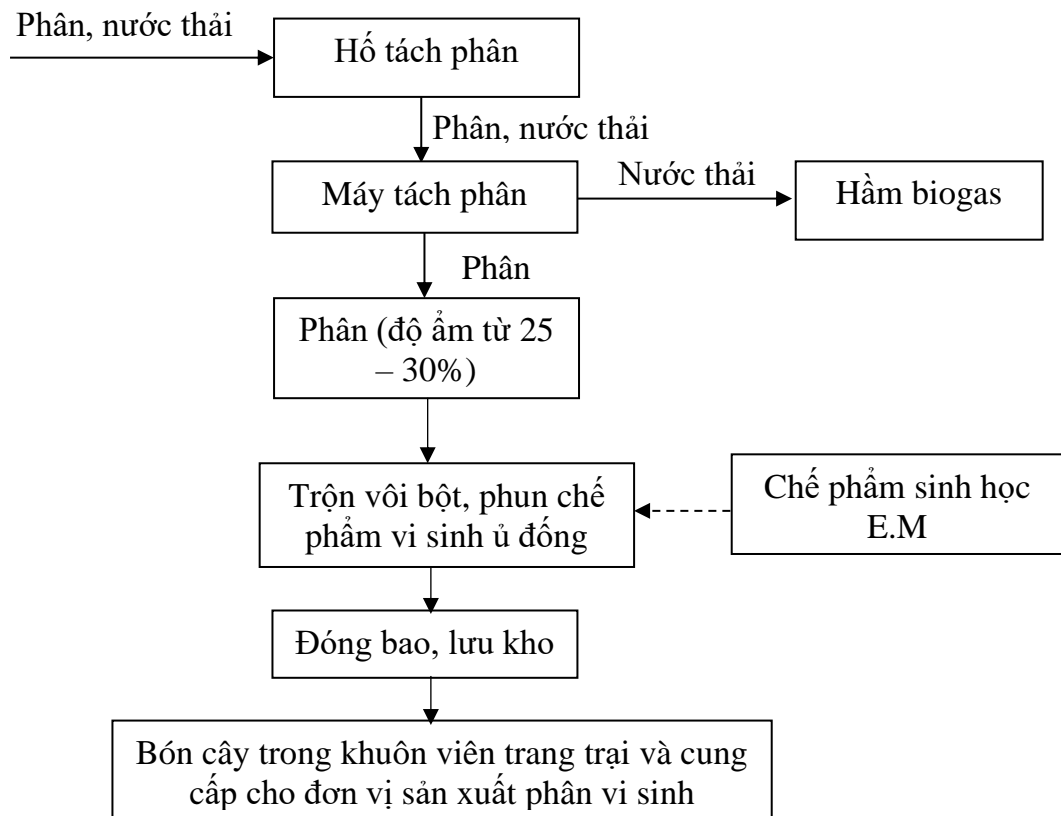 Phân, nước thải
Hố tách phân
Phân, nước thải
Máy tách phân
Nước thải
Hầm biogas
Phân
Phân (độ ẩm từ 25
– 30%)
Trộn vôi bột, phun chế
phẩm vi sinh ủ đống
Chế phẩm sinh học
E.M
Đóng bao, lưu kho
Bón cây trong khuôn viên trang trại và cung
cấp cho đơn vị sản xuất phân vi sinh